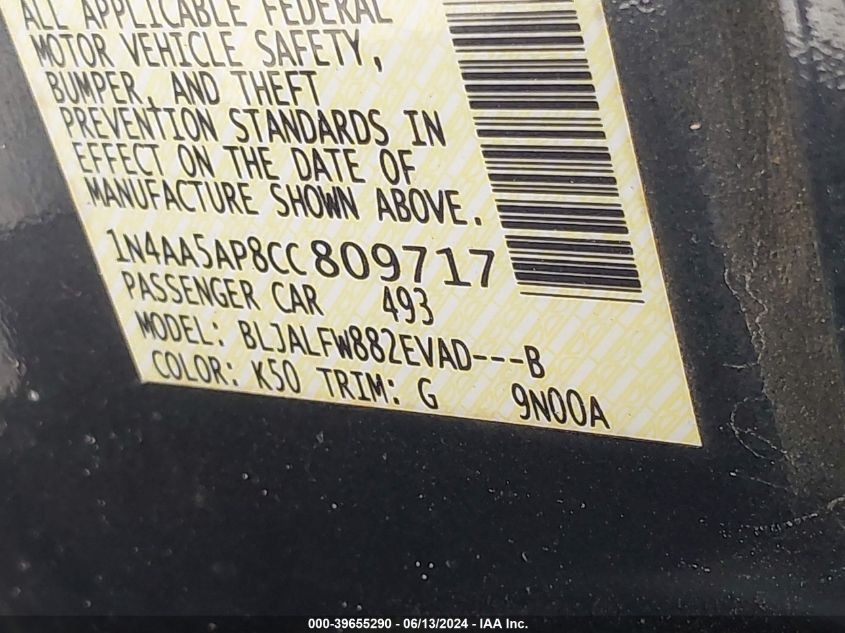 ALL APPLICABLE FEDERAL
MOTOR VEHICLE SAFETY,
BUMPER, AND THEFT
PREVENTION STANDARDS IN
EFFECT ON THE DATE OF
MANUFACTURE SHOWN ABOVE.
1N4AA5AP8CC809717
PASSENGER CAR 493
MODEL: BLJALFW882EVAD---B
COLOR: K50 TRIM: G 9N00A
000-39655290 - 06/13/2024 - IAA Inc.